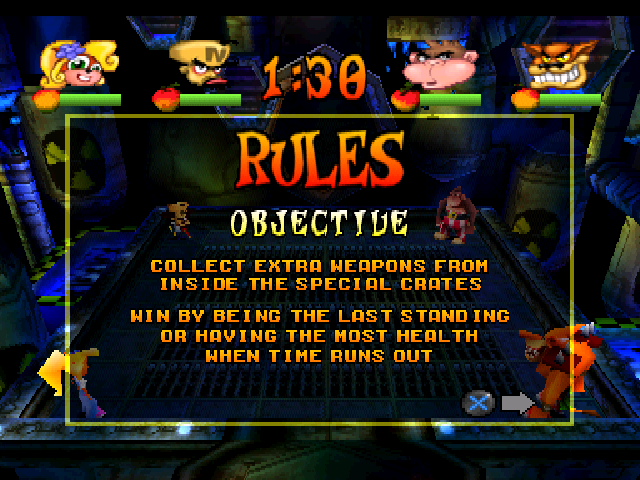 1:30
RULES
OBJECTIVE
COLLECT EXTRA WEAPONS FROM
INSIDE THE SPECIAL CRATES
WIN BY BEING THE LAST STANDING
OR HAVING THE MOST HEALTH
WHEN TIME RUNS OUT